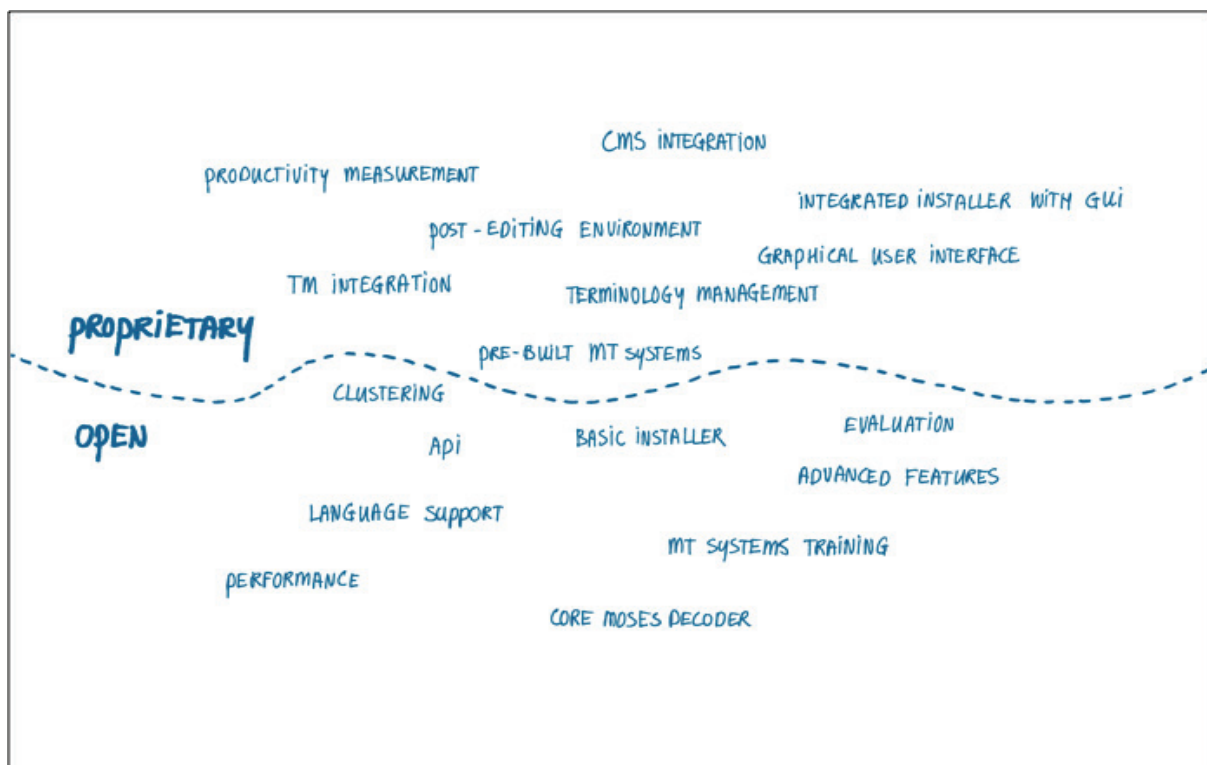 CMS INTEGRATION
PRODUCTIVITY MEASUREMENT
INTEGRATED INSTALLER WITH GUI
POST-EDITING ENVIRONMENT
GRAPHICAL USER INTERFACE
TM INTEGRATION
TERMINOLOGY MANAGEMENT
PROPRIETARY
PRE-BUILT MT SYSTEMS
CLUSTERING
OPEN
API
BASIC INSTALLER
EVALUATION
ADVANCED FEATURES
LANGUAGE SUPPORT
MT SYSTEMS TRAINING
PERFORMANCE
CORE MOSES DECODER